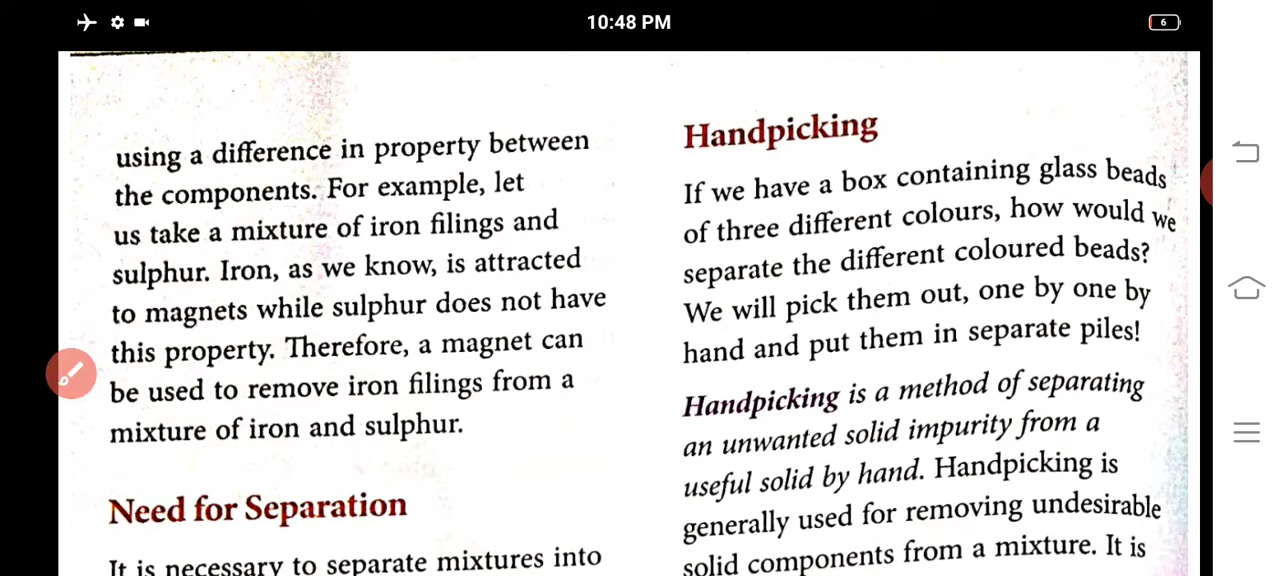 10:48 PM
6
using a difference in property between
the components. For example, let
us take a mixture of iron filings and
sulphur. Iron, as we know, is attracted
to magnets while sulphur does not have
this property. Therefore, a magnet can
be used to remove iron filings from a
mixture of iron and sulphur.
Need for Separation
It is necessary to separate mixtures into
Handpicking
If we have a box containing glass beads
of three different colours, how would we
separate the different coloured beads?
We will pick them out, one by one by
hand and put them in separate piles!
Handpicking is a method of separating
an unwanted solid impurity from a
useful solid by hand. Handpicking is
generally used for removing undesirable
solid components from a mixture. It is